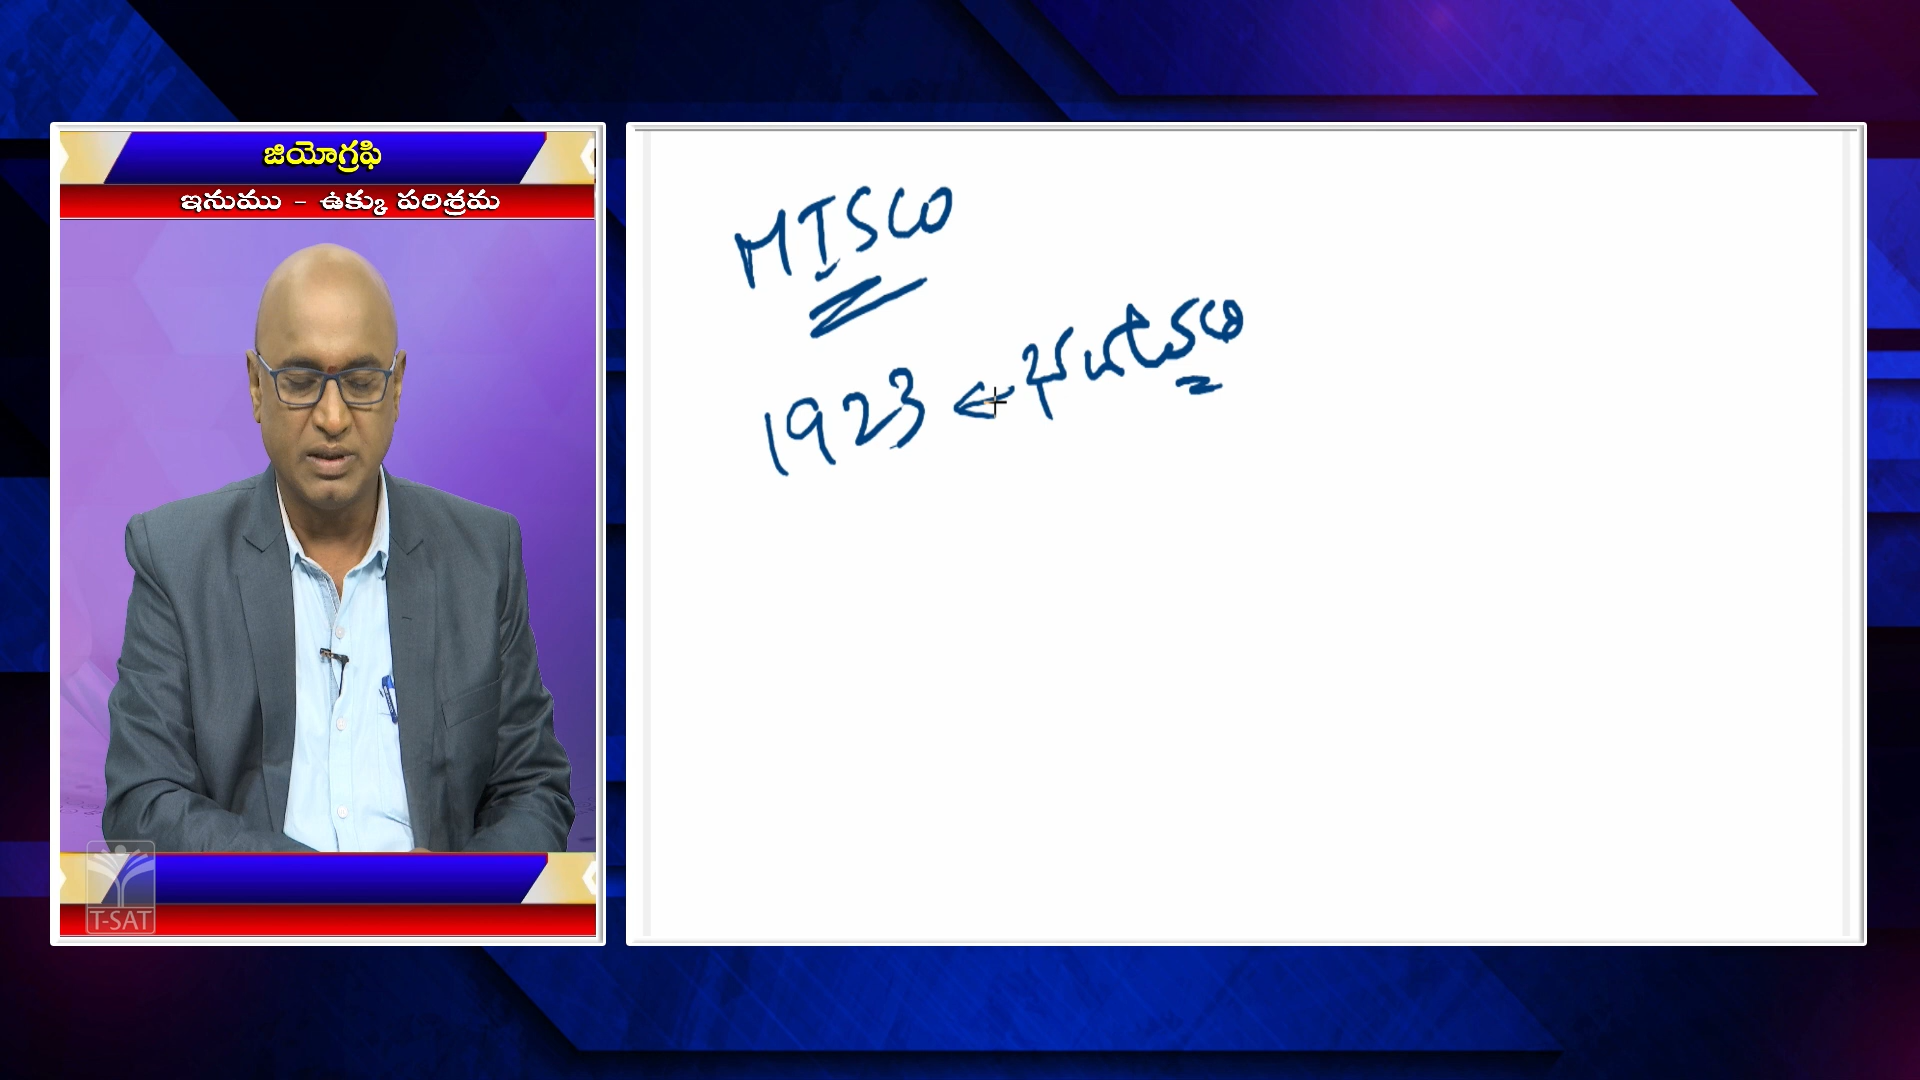 జియోగ్రఫి
ఇనుము - ఉక్కు పరిశ్రమ
MISCO
1923 ←
T-SAT